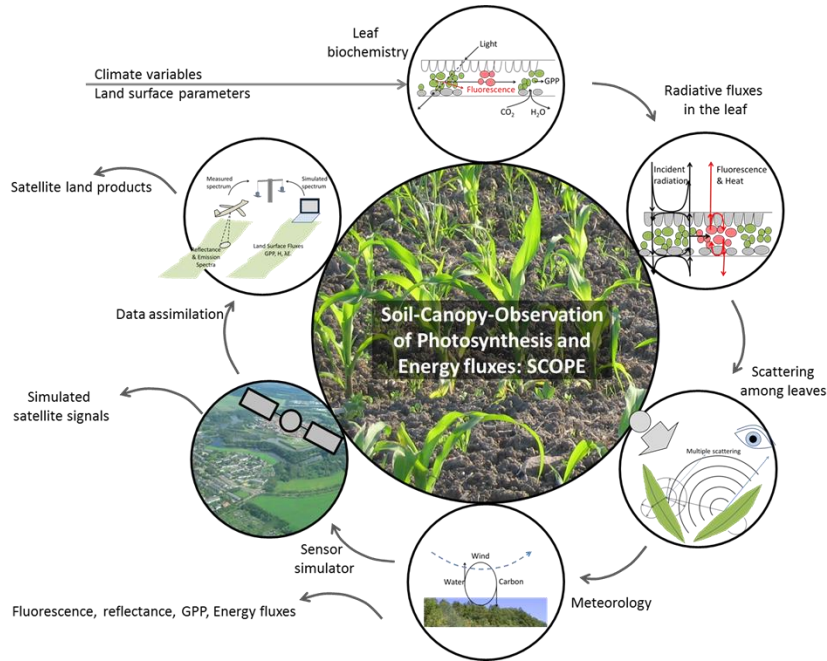 Leaf
biochemistry
Light
Fluorescence
GPP
CO2
H2O
Climate variables
Land surface parameters
Radiative fluxes
in the leaf
Incident
radiation
Fluorescence
& Heat
Scattering
among leaves
Multiple scattering
Meteorology
Wind
Water
Carbon
Fluorescence, reflectance, GPP, Energy fluxes
Sensor
simulator
Simulated
satellite signals
Data assimilation
Satellite land products
Measured
spectrum
Simulated
spectrum
Reflectance
& Emission
Spectra
Land Surface Fluxes
GPP, H, λE
Soil-Canopy-Observation
of Photosynthesis and
Energy fluxes: SCOPE